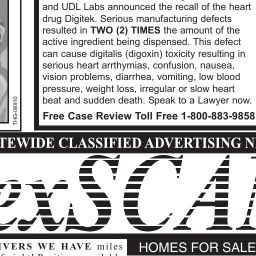 and UDL Labs announced the recall of the heart
drug Digitek. Serious manufacturing defects
resulted in TWO (2) TIMES the amount of the
active ingredient being dispensed. This defect
can cause digitalis (digoxin) toxicity resulting in
serious heart arrthymias, confusion, nausea,
vision problems, diarrhea, vomiting, low blood
pressure, weight loss, irregular or slow heart
beat and sudden death. Speak to a Lawyer now.
Free Case Review Toll Free 1-800-883-9858
THG-08910
TEWIDE CLASSIFIED ADVERTISING N
exSCA
IVERS WE HAVE miles
HOMES FOR SALE